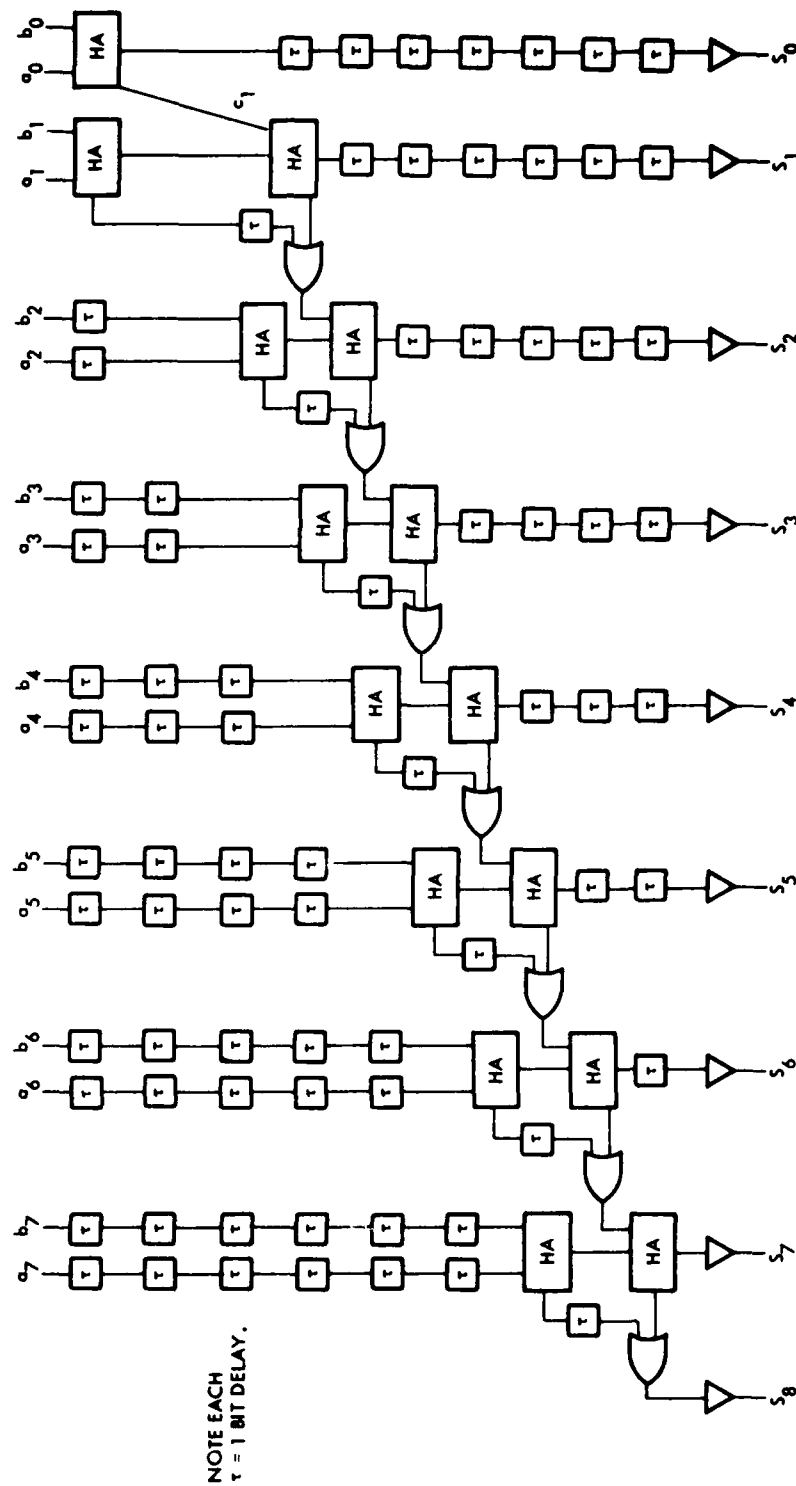 b0
a0
HA
τ τ τ τ τ τ
S0
c1
b1
a1
HA
HA
τ τ τ τ τ τ
S1
τ
b2 τ
a2 τ
HA
HA
τ τ τ τ τ
S2
τ
b3 τ τ
a3 τ τ
HA
HA
τ τ τ τ
S3
τ
b4 τ τ τ
a4 τ τ τ
HA
HA
τ τ τ
S4
τ
b5 τ τ τ τ
a5 τ τ τ τ
HA
HA
τ τ
S5
τ
b6 τ τ τ τ τ
a6 τ τ τ τ τ
HA
HA
τ
S6
τ
b7 τ τ τ τ τ τ
a7 τ τ τ τ τ τ
HA
HA
S7
τ
S8
NOTE EACH
τ = 1 BIT DELAY.